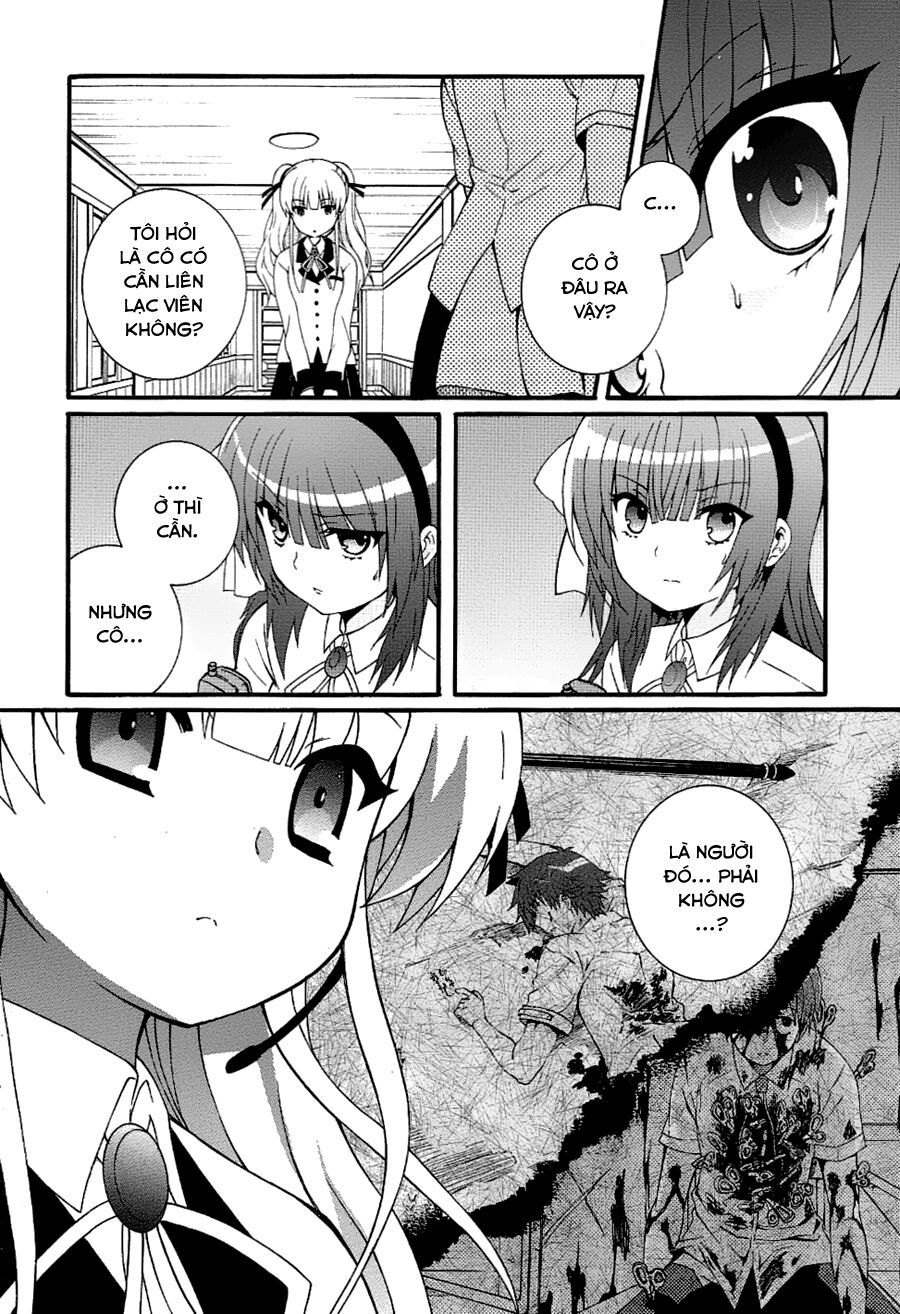 C...
CÔ Ở
ĐÂU RA
VẬY?
TÔI HỎI
LÀ CÔ CÓ
CẦN LIÊN
LẠC VIÊN
KHÔNG?
...
Ờ THÌ
CẦN.
NHƯNG
CÔ...
LÀ NGƯỜI
ĐÓ... PHẢI
KHÔNG
...?